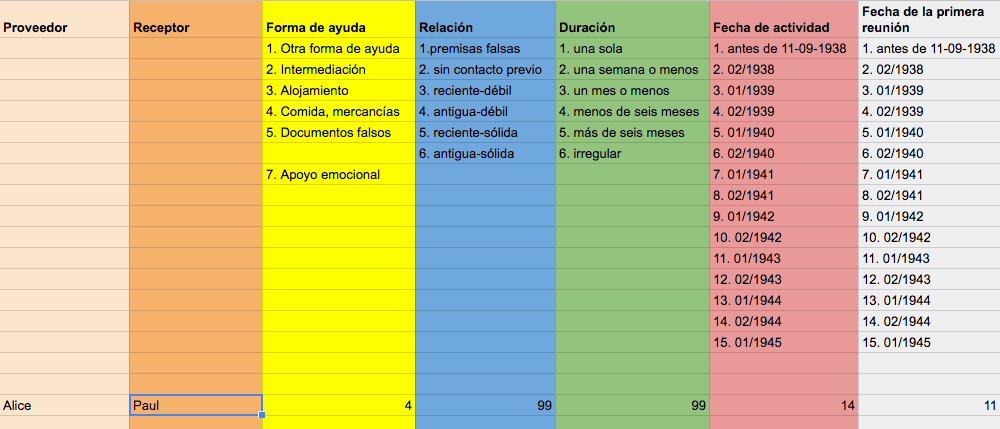 Proveedor Receptor Forma de ayuda Relación Duración Fecha de actividad Fecha de la primera reunión
1. Otra forma de ayuda 1.premisas falsas 1. una sola 1. antes de 11-09-1938 1. antes de 11-09-1938
2. Intermediación 2. sin contacto previo 2. una semana o menos 2. 02/1938 2. 02/1938
3. Alojamiento 3. reciente-débil 3. un mes o menos 3. 01/1939 3. 01/1939
4. Comida, mercancías 4. antigua-débil 4. menos de seis meses 4. 02/1939 4. 02/1939
5. Documentos falsos 5. reciente-sólida 5. más de seis meses 5. 01/1940 5. 01/1940
6. antigua-sólida 6. irregular 6. 02/1940 6. 02/1940
7. Apoyo emocional 7. 01/1941 7. 01/1941
8. 02/1941 8. 02/1941
9. 01/1942 9. 01/1942
10. 02/1942 10. 02/1942
11. 01/1943 11. 01/1943
12. 02/1943 12. 02/1943
13. 01/1944 13. 01/1944
14. 02/1944 14. 02/1944
15. 01/1945 15. 01/1945
Alice Paul 4 99 99 14 11